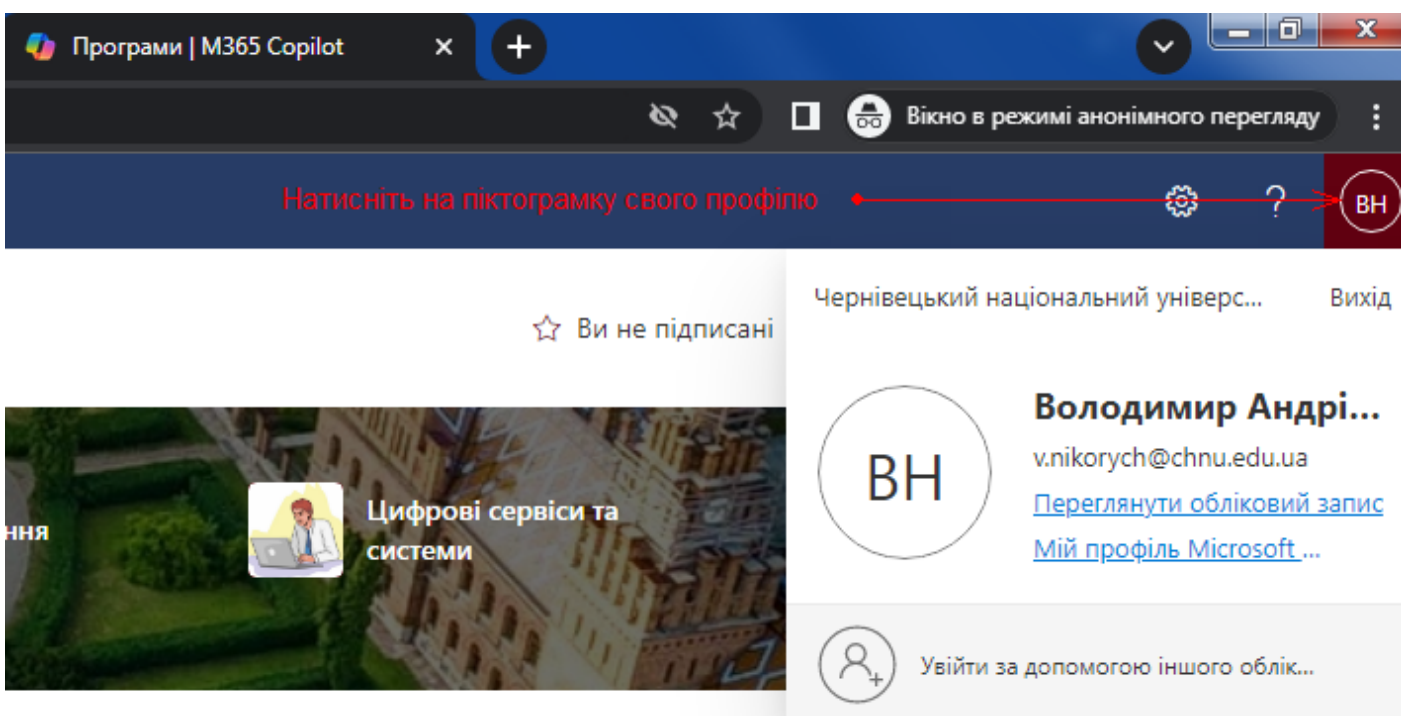 Програми | M365 Copilot
Вікно в режимі анонімного перегляду
Натисніть на піктограмку свого профілю
? ВН
Чернівецький національний універс... Вихід
Ви не підписані
Володимир Андрі...
ВН
v.nikorych@chnu.edu.ua
Переглянути обліковий запис
Мій профіль Microsoft ...
ння
Цифрові сервіси та
системи
Увійти за допомогою іншого облік...